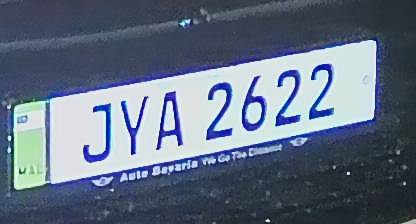 JYA 2622
Auto Bavaria We Go The Distance